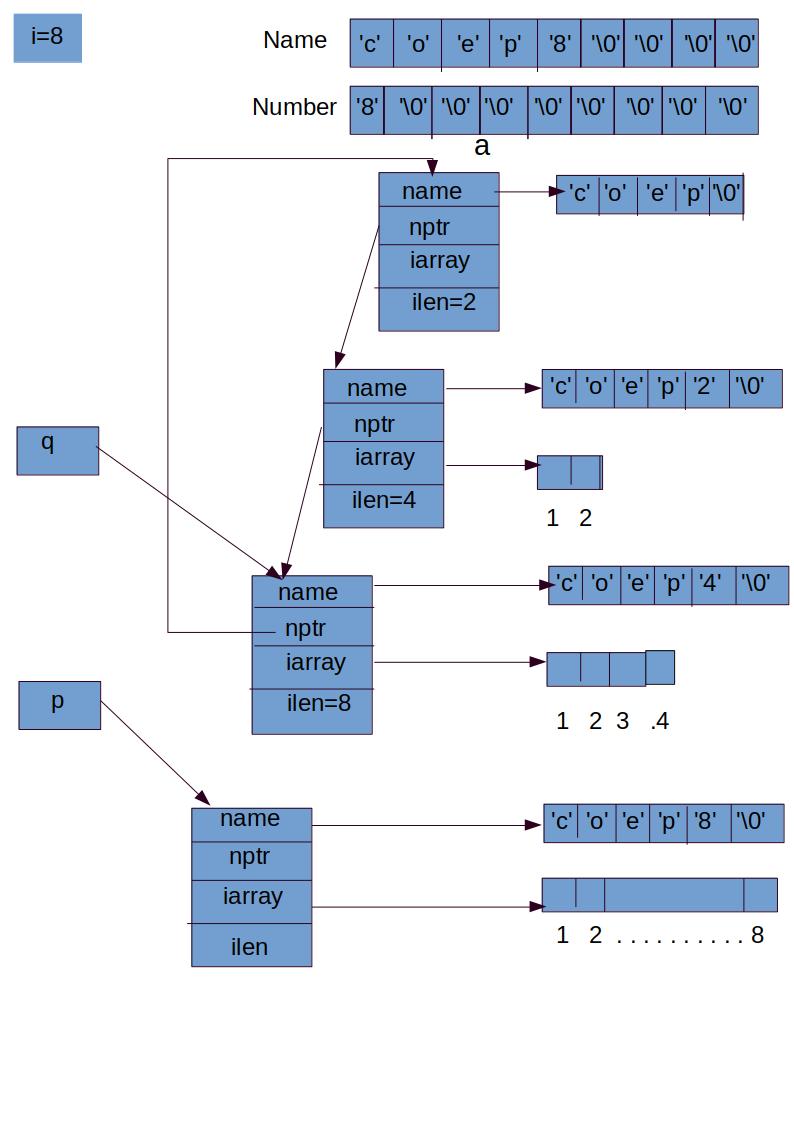 i=8
Name 'c' 'o' 'e' 'p' '8' '\0' '\0' '\0' '\0'
Number '8' '\0' '\0' '\0' '\0' '\0' '\0' '\0' '\0'
a
name 'c' 'o' 'e' 'p' '\0'
nptr
iarray
ilen=2
name 'c' 'o' 'e' 'p' '2' '\0'
nptr
q
iarray
ilen=4
1 2
name 'c' 'o' 'e' 'p' '4' '\0'
nptr
iarray
ilen=8
1 2 3 .4
p
name 'c' 'o' 'e' 'p' '8' '\0'
nptr
iarray
ilen
1 2 . . . . . . . . . . 8